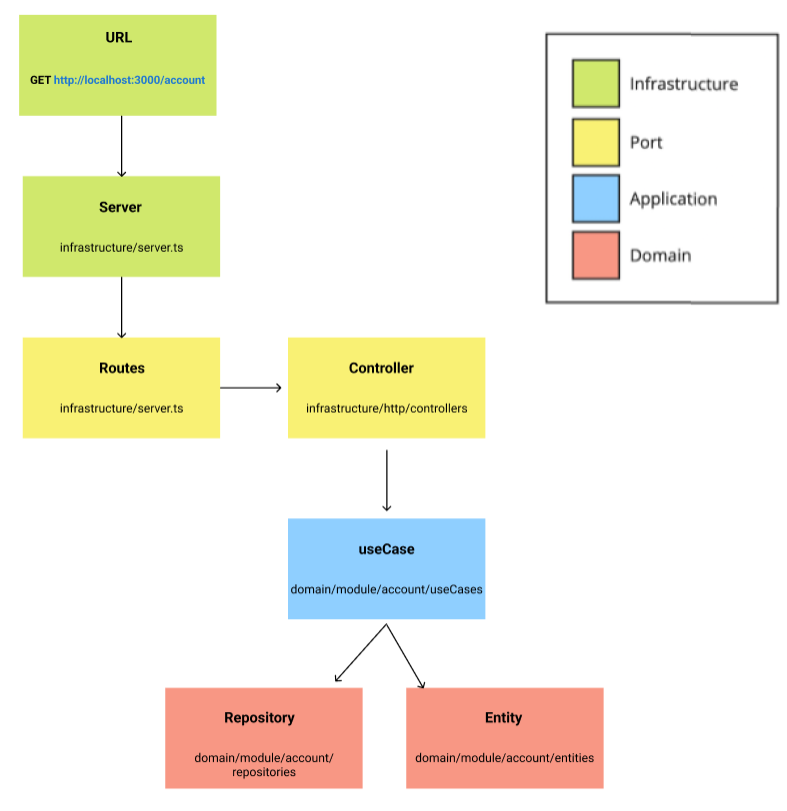 URL
GET http://localhost:3000/account
Infrastructure
Port
Application
Domain
Server
infrastructure/server.ts
Routes
infrastructure/server.ts
Controller
infrastructure/http/controllers
useCase
domain/module/account/useCases
Repository
domain/module/account/
repositories
Entity
domain/module/account/entities